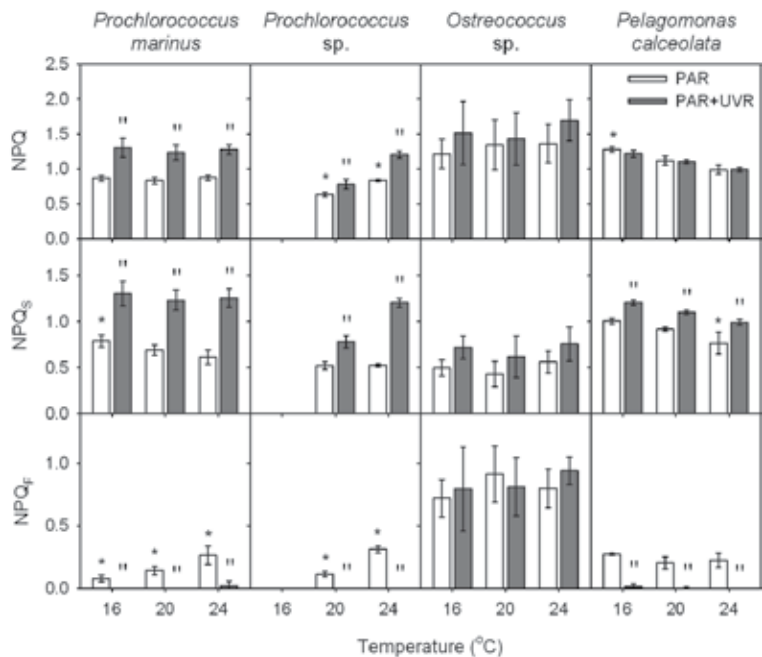 Prochlorococcus marinus
Prochlorococcus sp.
Ostreococcus sp.
Pelagomonas calceolata
NPQ
2.5
2.0
1.5
1.0
0.5
0.0
" " "
* " * "
PAR
PAR+UVR
*
NPQS
1.5
1.0
0.5
0.0
* " " "
" "
" " * "
NPQF
1.0
0.5
0.0
* " * " * "
* " * "
" " "
16 20 24
16 20 24
16 20 24
16 20 24
Temperature (°C)